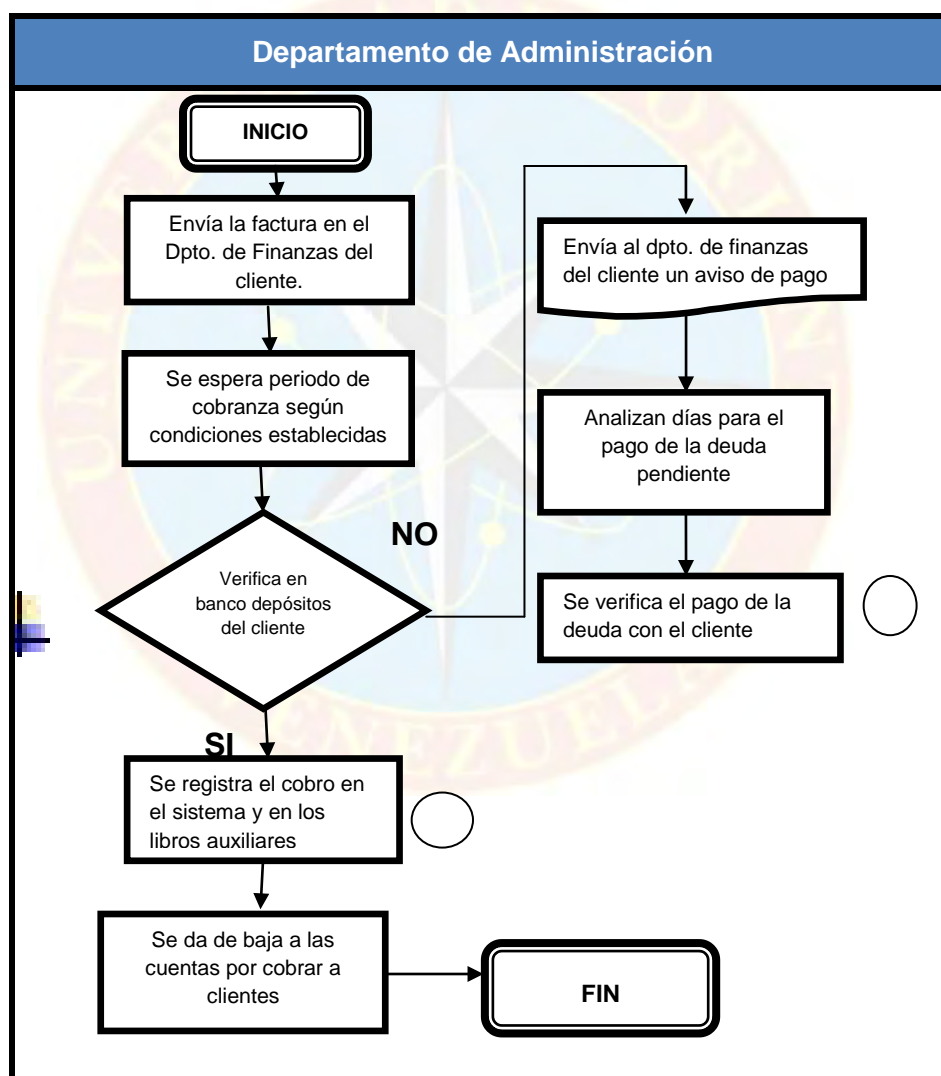 Departamento de Administración
INICIO
Envía la factura en el
Dpto. de Finanzas del
cliente.
Se espera periodo de
cobranza según
condiciones establecidas
Verifica en
banco depósitos
del cliente
NO
SI
Se registra el cobro en
el sistema y en los
libros auxiliares
Se da de baja a las
cuentas por cobrar a
clientes
FIN
Envía al dpto. de finanzas
del cliente un aviso de pago
Analizan días para el
pago de la deuda
pendiente
Se verifica el pago de la
deuda con el cliente
VENEZUELA